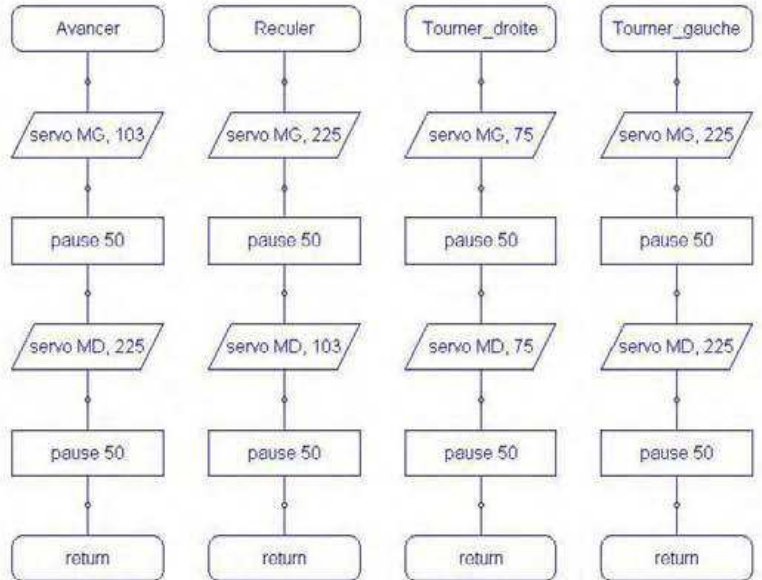 Avancer
servo MG, 103
pause 50
servo MD, 225
pause 50
return
Reculer
servo MG, 225
pause 50
servo MD, 103
pause 50
return
Tourner_droite
servo MG, 75
pause 50
servo MD, 75
pause 50
return
Tourner_gauche
servo MG, 225
pause 50
servo MD, 225
pause 50
return